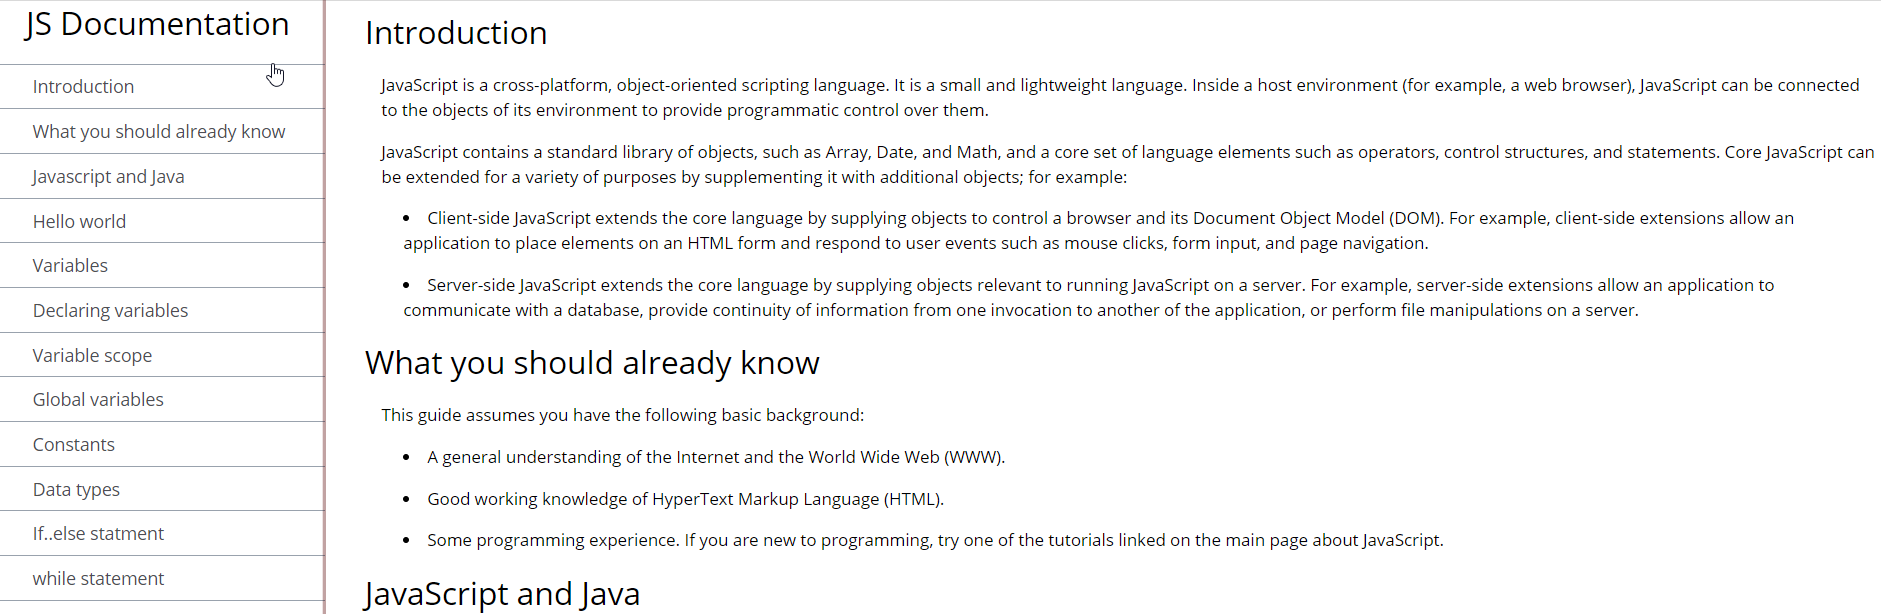 JS Documentation
Introduction
What you should already know
Javascript and Java
Hello world
Variables
Declaring variables
Variable scope
Global variables
Constants
Data types
If..else statment
while statement
Introduction
JavaScript is a cross-platform, object-oriented scripting language. It is a small and lightweight language. Inside a host environment (for example, a web browser), JavaScript can be connected
to the objects of its environment to provide programmatic control over them.
JavaScript contains a standard library of objects, such as Array, Date, and Math, and a core set of language elements such as operators, control structures, and statements. Core JavaScript can
be extended for a variety of purposes by supplementing it with additional objects; for example:
• Client-side JavaScript extends the core language by supplying objects to control a browser and its Document Object Model (DOM). For example, client-side extensions allow an
application to place elements on an HTML form and respond to user events such as mouse clicks, form input, and page navigation.
• Server-side JavaScript extends the core language by supplying objects relevant to running JavaScript on a server. For example, server-side extensions allow an application to
communicate with a database, provide continuity of information from one invocation to another of the application, or perform file manipulations on a server.
What you should already know
This guide assumes you have the following basic background:
• A general understanding of the Internet and the World Wide Web (WWW).
• Good working knowledge of HyperText Markup Language (HTML).
• Some programming experience. If you are new to programming, try one of the tutorials linked on the main page about JavaScript.
JavaScript and Java